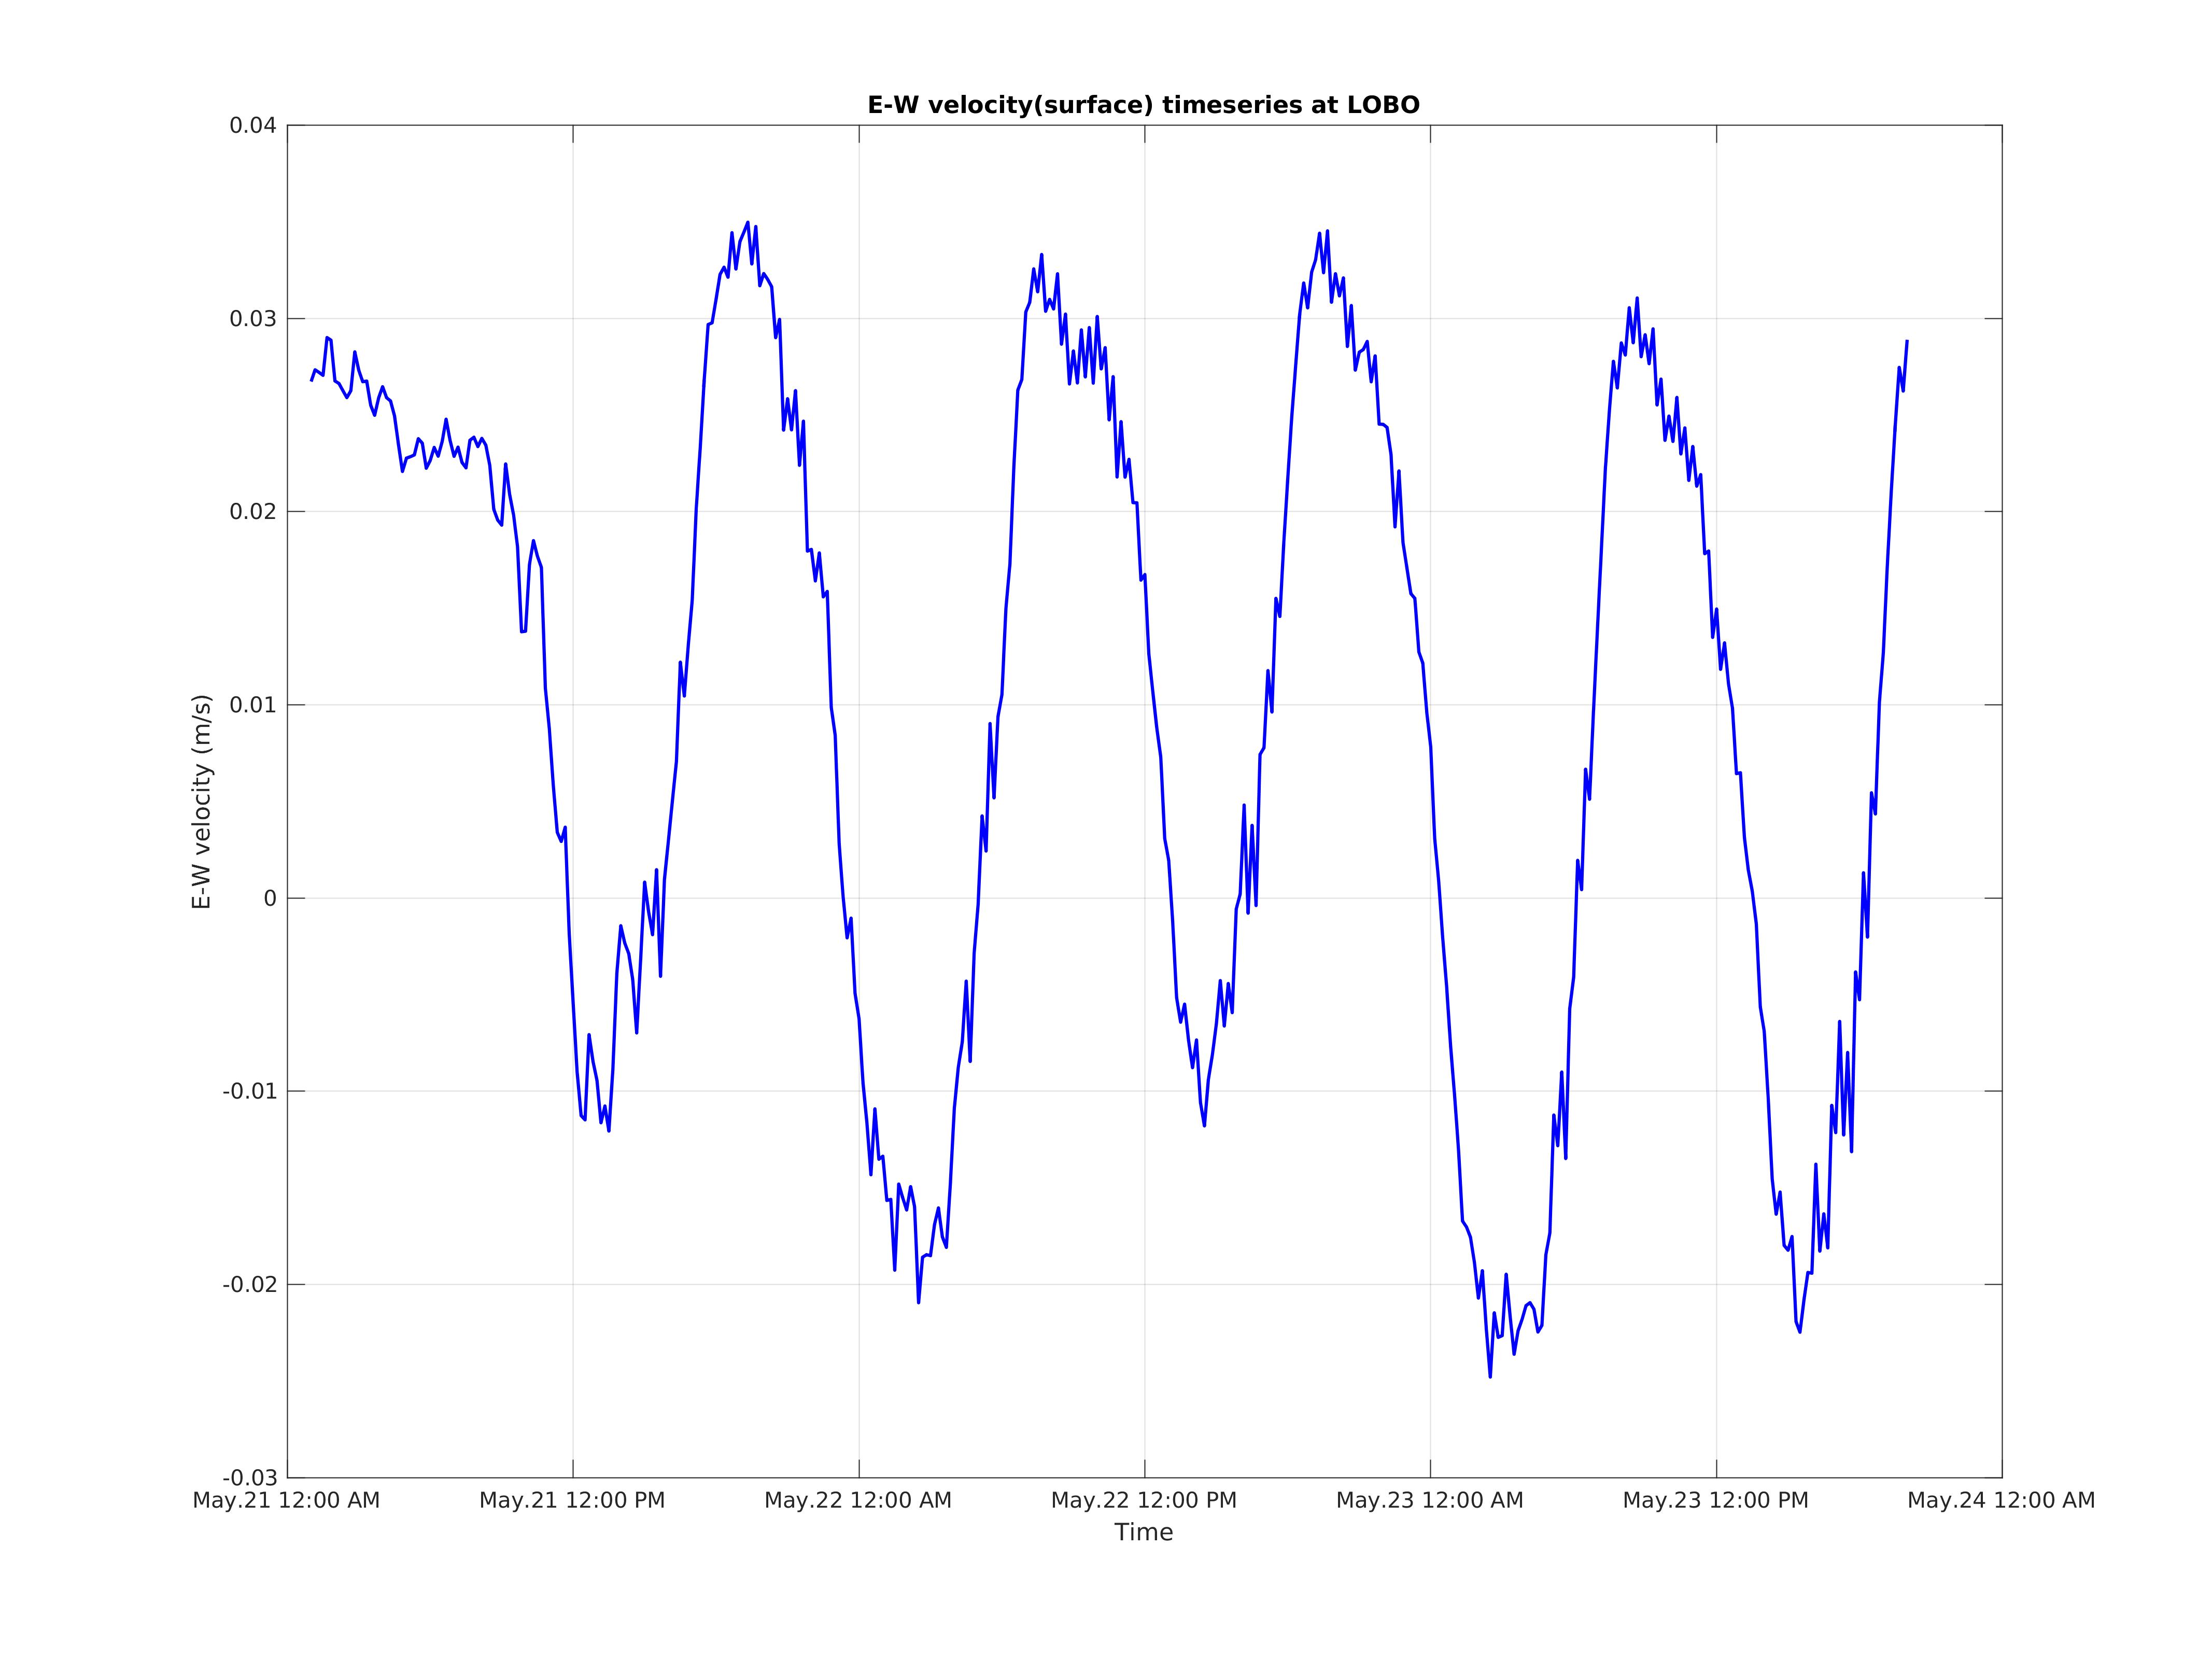 E-W velocity(surface) timeseries at LOBO
0.04
0.03
0.02
0.01
0
-0.01
-0.02
-0.03
E-W velocity (m/s)
May.21 12:00 AM May.21 12:00 PM May.22 12:00 AM May.22 12:00 PM May.23 12:00 AM May.23 12:00 PM May.24 12:00 AM
Time